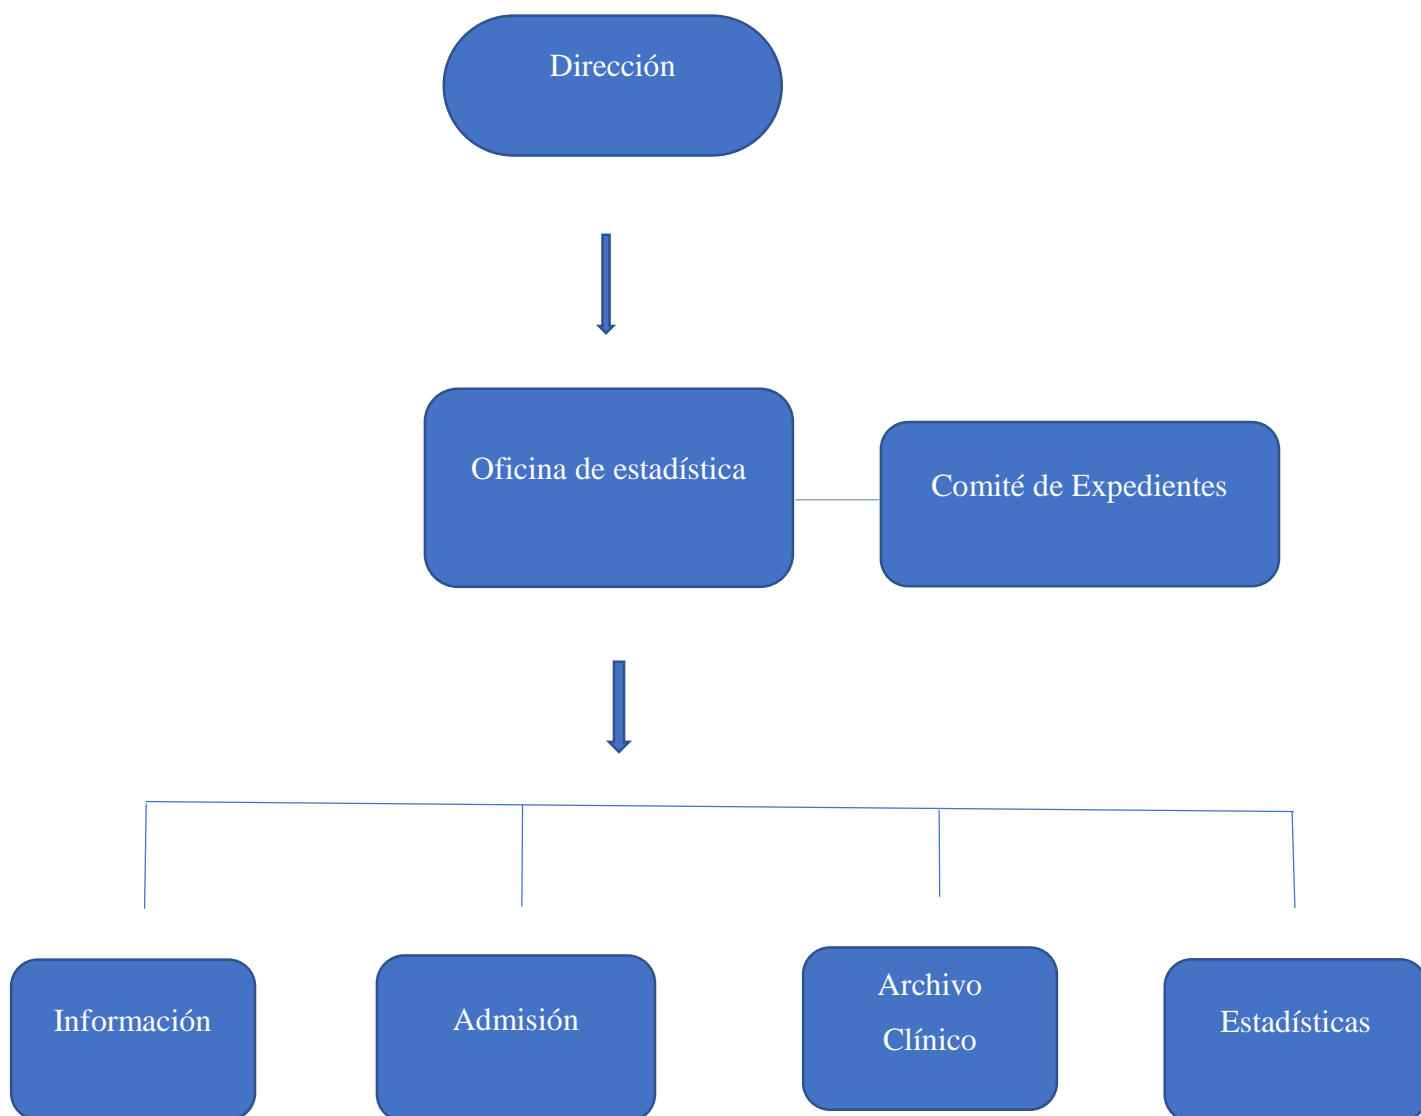 Dirección
Oficina de estadística
Comité de Expedientes
Información
Admisión
Archivo
Clínico
Estadísticas